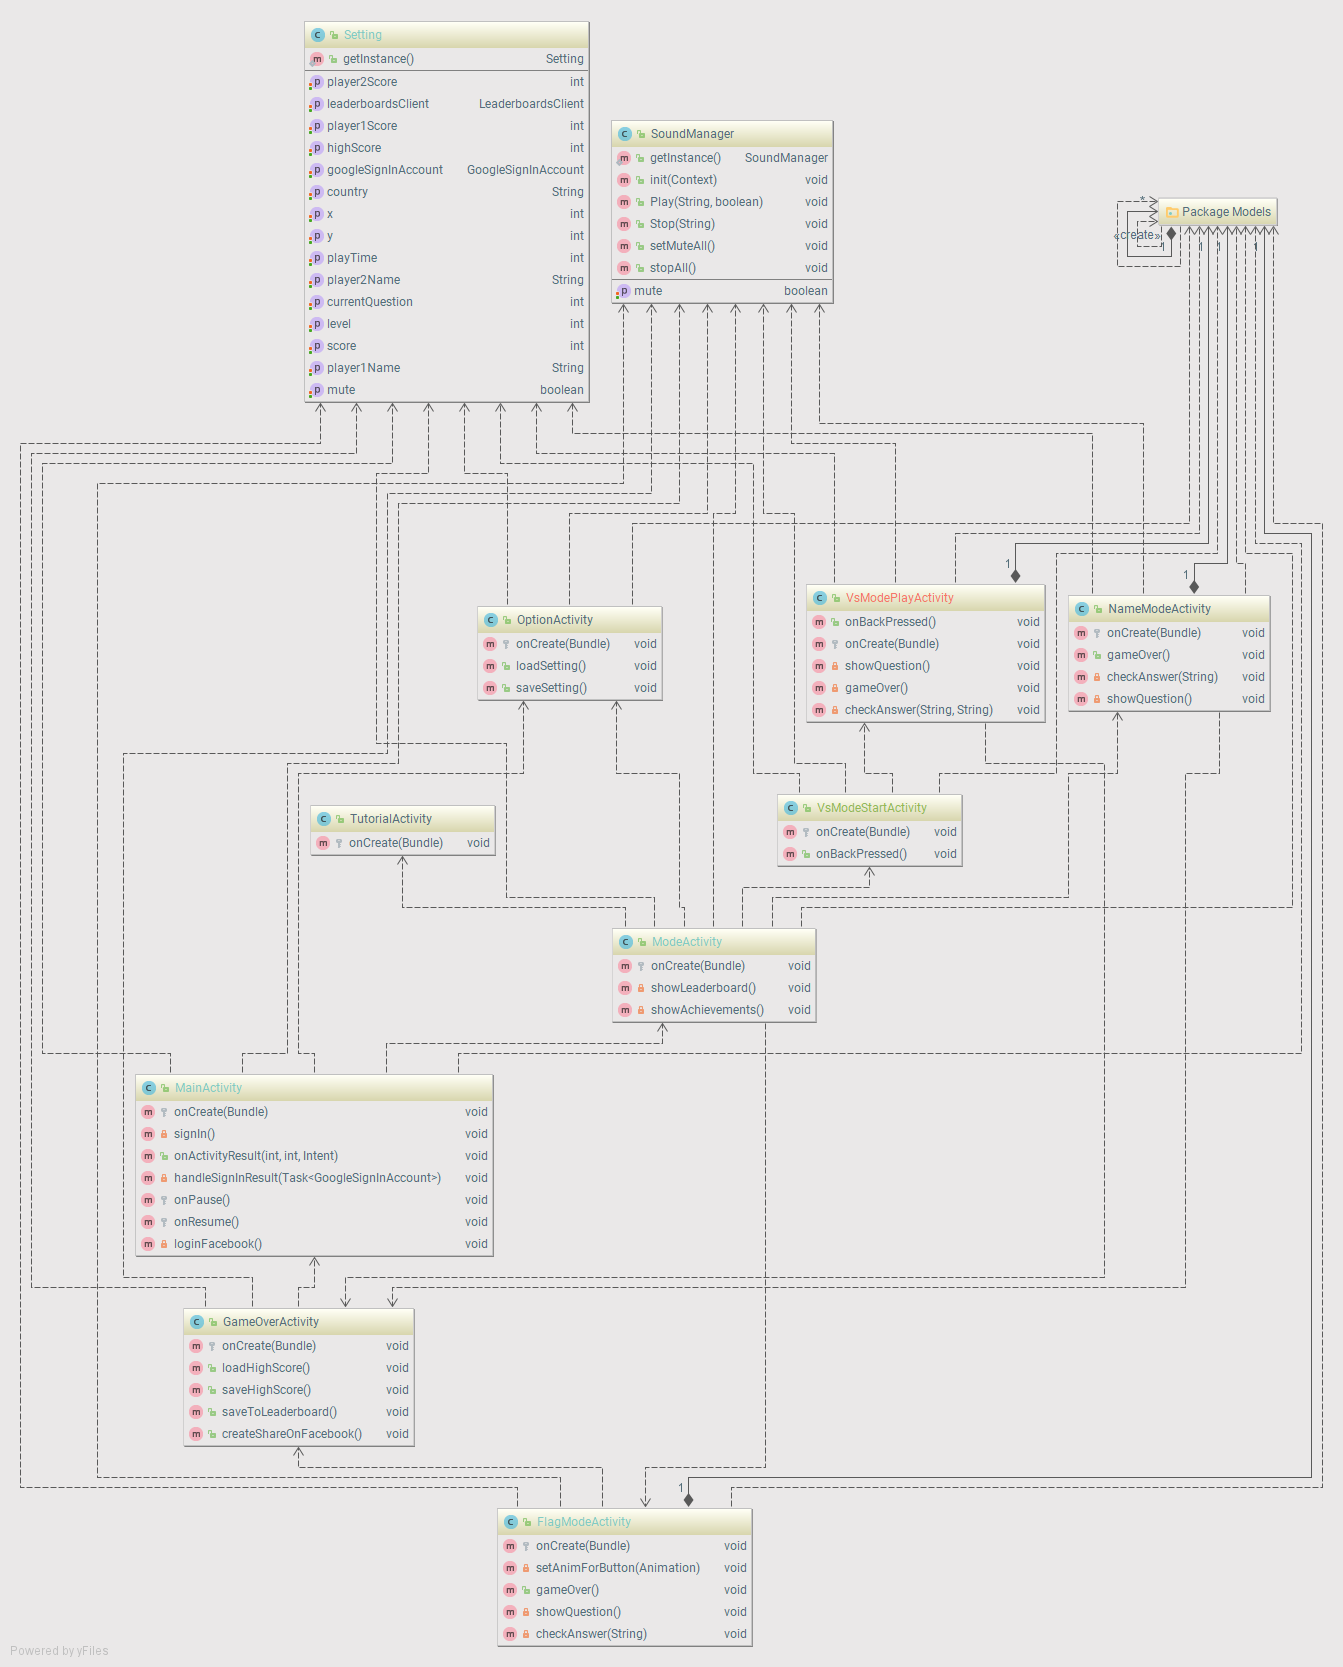 Setting
getInstance() Setting
player2Score int
leaderboardsClient LeaderboardsClient
player1Score int
highScore int
googleSignInAccount GoogleSignInAccount
country String
x int
y int
playTime int
player2Name String
currentQuestion int
level int
score int
player1Name String
mute boolean
SoundManager
getInstance() SoundManager
init(Context) void
Play(String, boolean) void
Stop(String) void
setMuteAll() void
stopAll() void
mute boolean
*
Package Models
«create»
1
1
1
1
1
1
OptionActivity
onCreate(Bundle) void
loadSetting() void
saveSetting() void
VsModePlayActivity
onBackPressed() void
onCreate(Bundle) void
showQuestion() void
gameOver() void
checkAnswer(String, String) void
NameModeActivity
onCreate(Bundle) void
gameOver() void
checkAnswer(String) void
showQuestion() void
TutorialActivity
onCreate(Bundle) void
VsModeStartActivity
onCreate(Bundle) void
onBackPressed() void
ModeActivity
onCreate(Bundle) void
showLeaderboard() void
showAchievements() void
MainActivity
onCreate(Bundle) void
signIn() void
onActivityResult(int, int, Intent) void
handleSignInResult(Task<GoogleSignInAccount>) void
onPause() void
onResume() void
loginFacebook() void
GameOverActivity
onCreate(Bundle) void
loadHighScore() void
saveHighScore() void
saveToLeaderboard() void
createShareOnFacebook() void
1
FlagModeActivity
onCreate(Bundle) void
setAnimForButton(Animation) void
gameOver() void
showQuestion() void
checkAnswer(String) void
Powered by yFiles